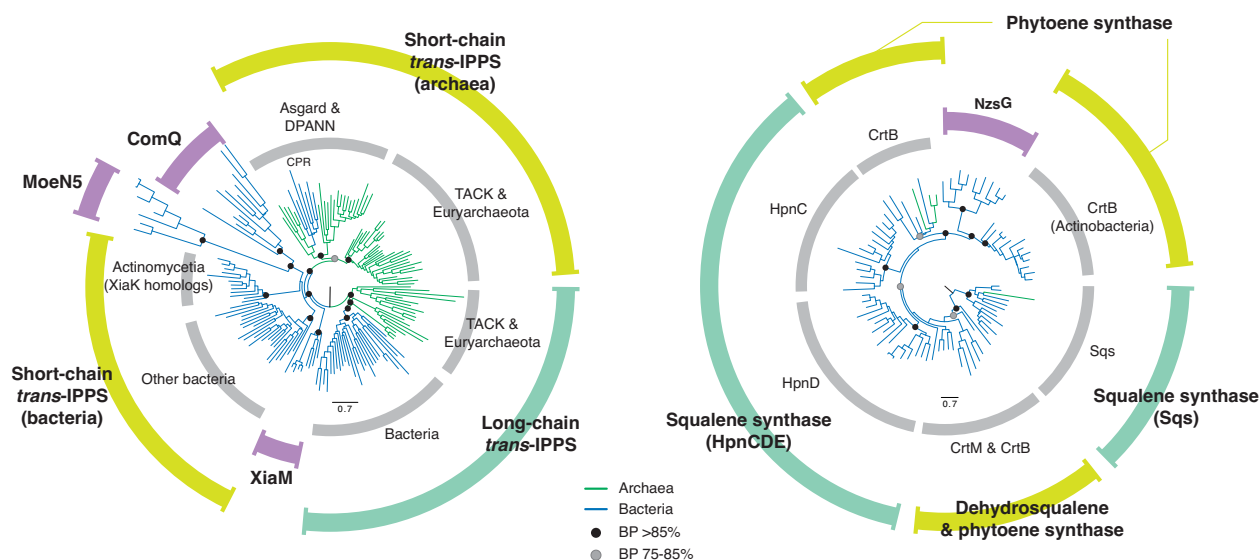 Short-chain
trans-IPPS
(archaea)
Asgard &
DPANN
ComQ
CPR
MoeN5
TACK &
Euryarchaeota
Actinomycetia
(XiaK homologs)
TACK &
Euryarchaeota
Short-chain
trans-IPPS
(bacteria)
Other bacteria
0.7
Long-chain
trans-IPPS
Bacteria
XiaM
Archaea
Bacteria
BP >85%
BP 75-85%
Phytoene synthase
NzsG
CrtB
HpnC
CrtB
(Actinobacteria)
Sqs
HpnD
0.7
Squalene synthase
(HpnCDE)
Squalene synthase
(Sqs)
CrtM & CrtB
Dehydrosqualene
& phytoene synthase